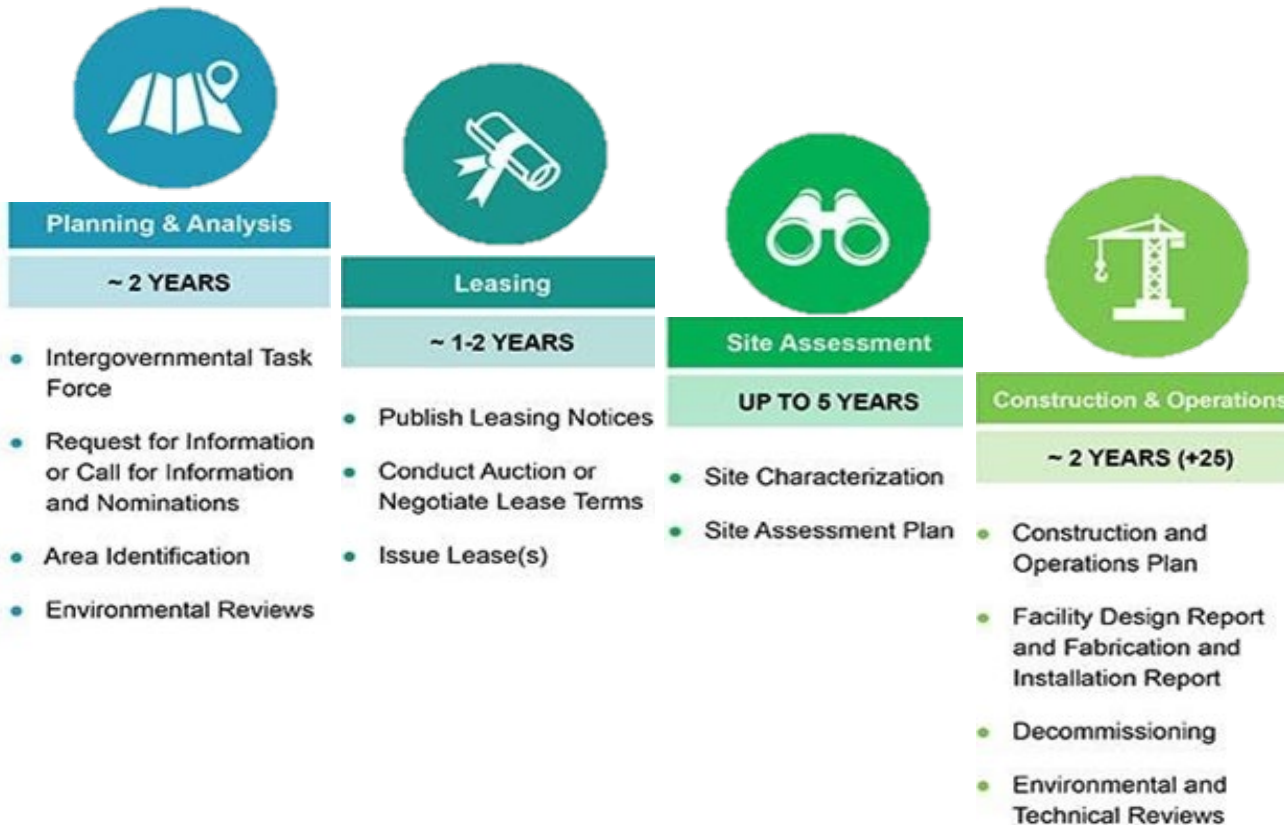 Planning & Analysis
~ 2 YEARS
• Intergovernmental Task
Force
• Request for Information
or Call for Information
and Nominations
• Area Identification
• Environmental Reviews
Leasing
~ 1-2 YEARS
• Publish Leasing Notices
• Conduct Auction or
Negotiate Lease Terms
• Issue Lease(s)
Site Assessment
UP TO 5 YEARS
• Site Characterization
• Site Assessment Plan
Construction & Operations
~ 2 YEARS (+25)
• Construction and
Operations Plan
• Facility Design Report
and Fabrication and
Installation Report
• Decommissioning
• Environmental and
Technical Reviews